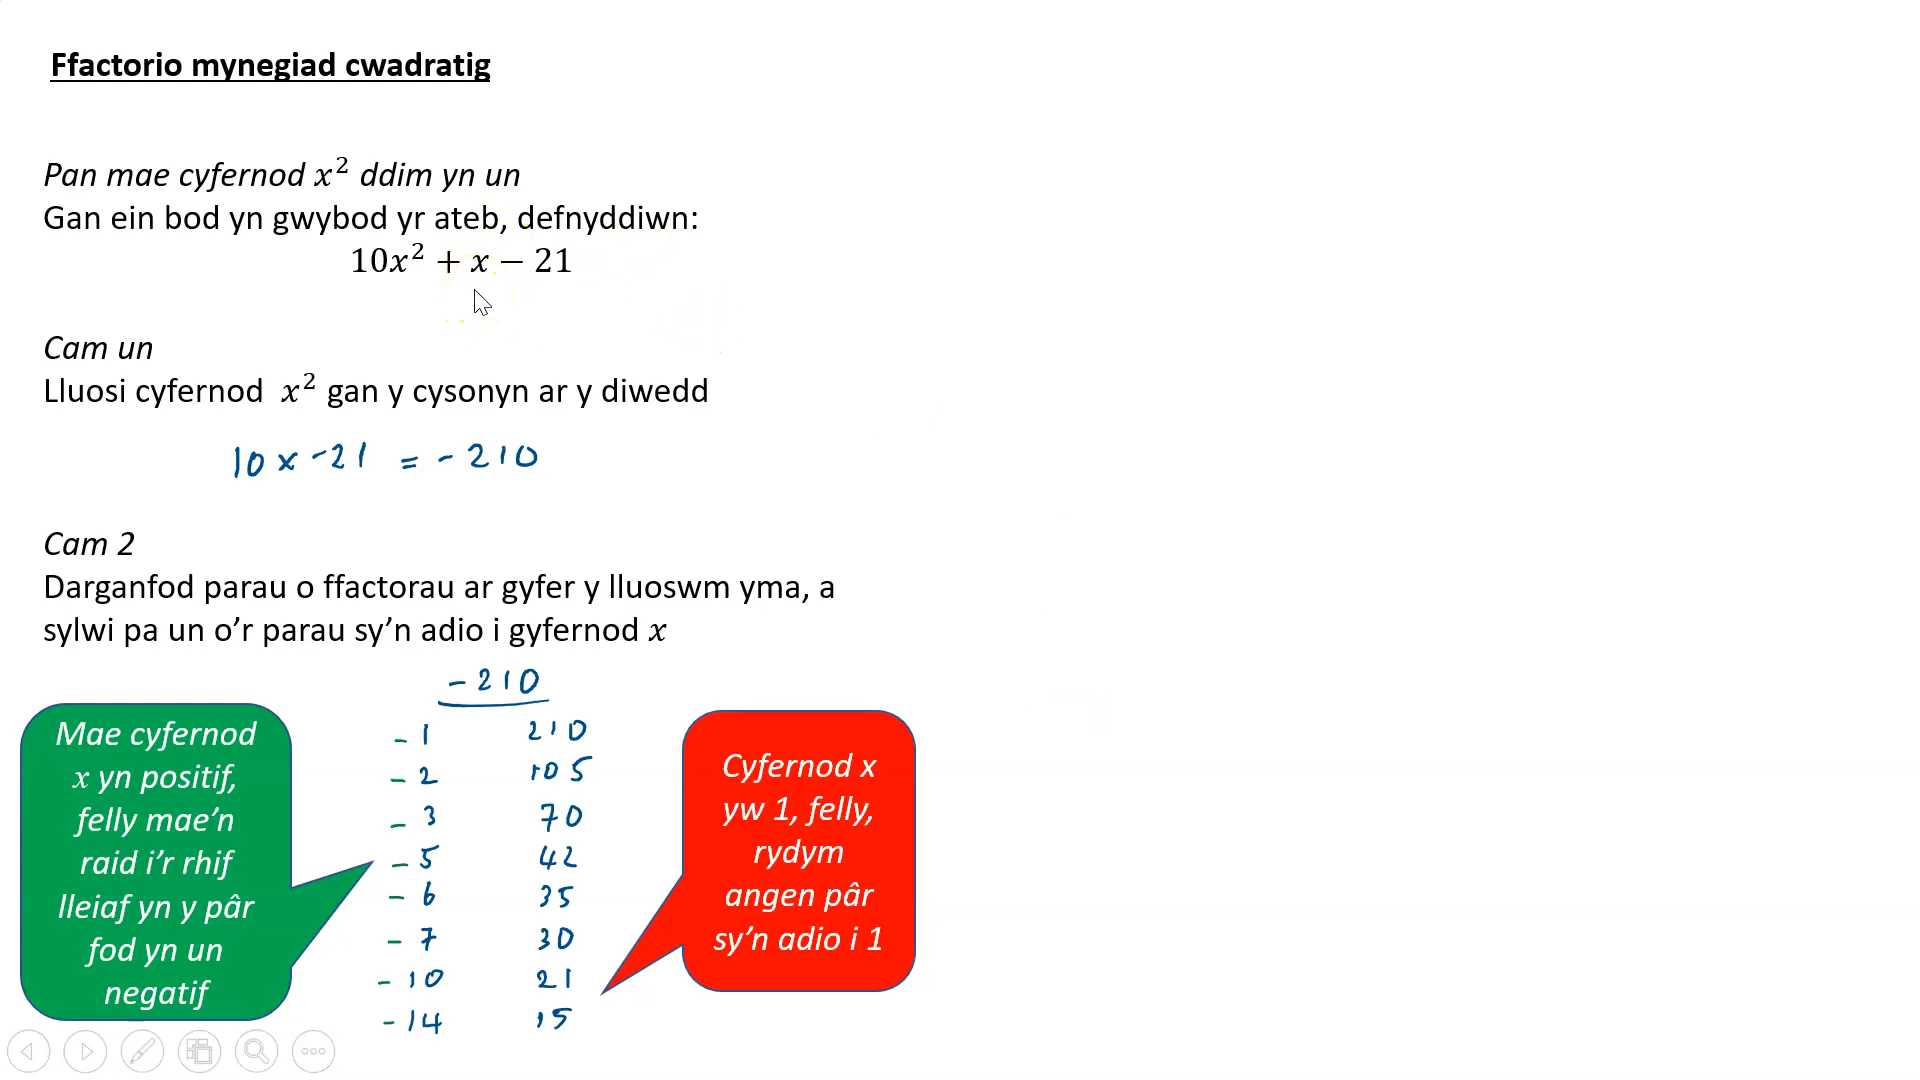 Ffactorio mynegiad cwadratig
Pan mae cyfernod x² ddim yn un
Gan ein bod yn gwybod yr ateb, defnyddiwn:
10x² + x − 21
Cam un
Lluosi cyfernod x² gan y cysonyn ar y diwedd
10 x -21 = -210
Cam 2
Darganfod parau o ffactorau ar gyfer y lluoswm yma, a
sylwi pa un o’r parau sy’n adio i gyfernod x
-210
-1 210
-2 105
-3 70
-5 42
-6 35
-7 30
-10 21
-14 15
Mae cyfernod
x yn positif,
felly mae’n
raid i’r rhif
lleiaf yn y pâr
fod yn un
negatif
Cyfernod x
yw 1, felly,
rydym
angen pâr
sy’n adio i 1